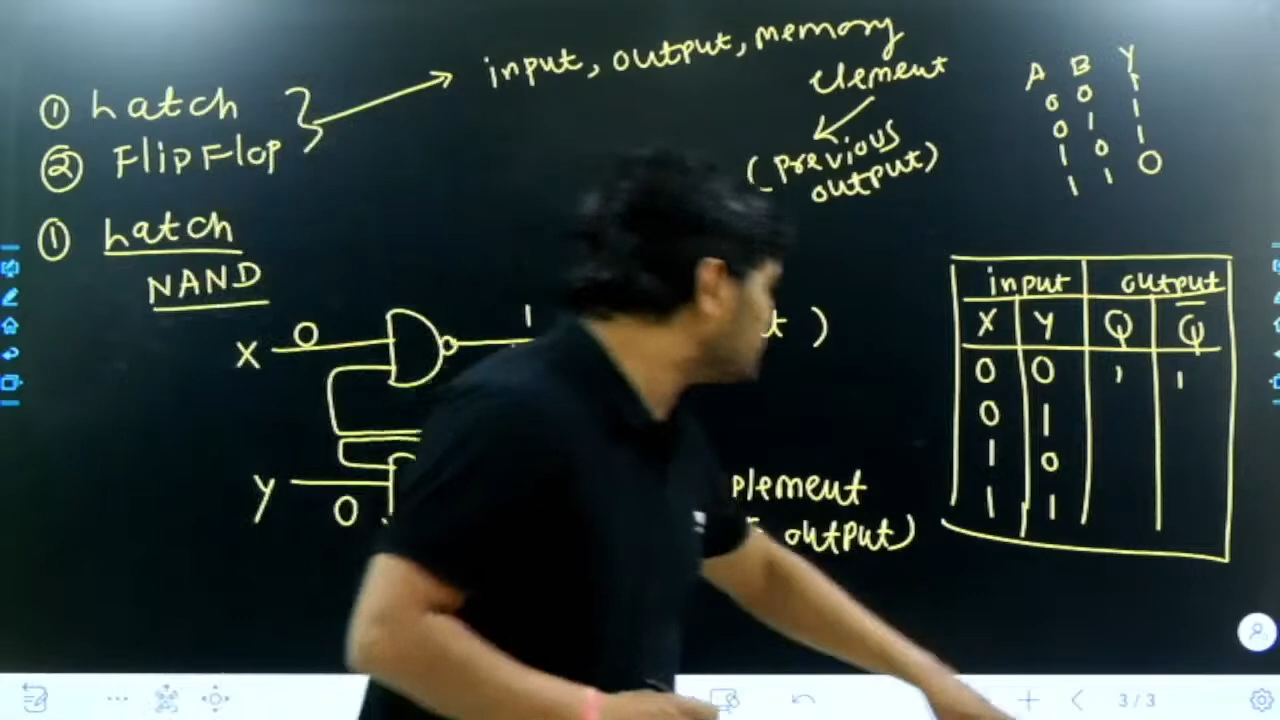 ① Latch
② FlipFlop
input, output, memory
element
(Previous
output)
A B Y
0 0 1
0 1 1
1 0 1
1 1 0
① Latch
NAND
X 0 1
)
Y 0
output)
input output
X Y Q Q̅
0 0 1 1
0 1
1 0
1 1
3/3